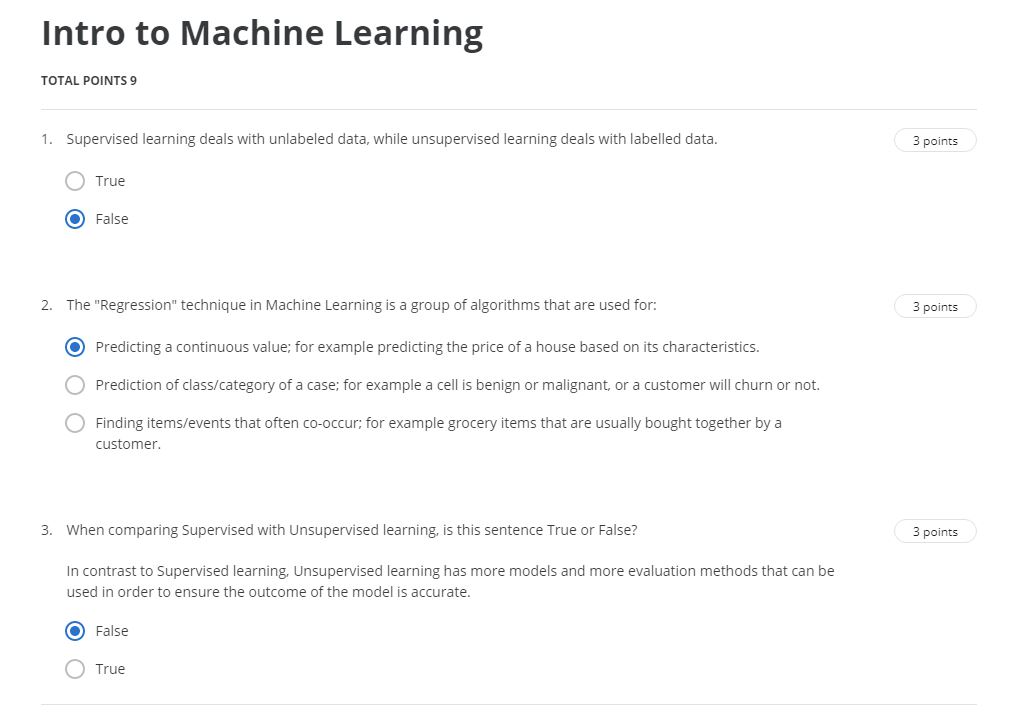 Intro to Machine Learning
TOTAL POINTS 9
1. Supervised learning deals with unlabeled data, while unsupervised learning deals with labelled data.
3 points
True
False
2. The "Regression" technique in Machine Learning is a group of algorithms that are used for:
3 points
Predicting a continuous value; for example predicting the price of a house based on its characteristics.
Prediction of class/category of a case; for example a cell is benign or malignant, or a customer will churn or not.
Finding items/events that often co-occur; for example grocery items that are usually bought together by a
customer.
3. When comparing Supervised with Unsupervised learning, is this sentence True or False?
3 points
In contrast to Supervised learning, Unsupervised learning has more models and more evaluation methods that can be
used in order to ensure the outcome of the model is accurate.
False
True